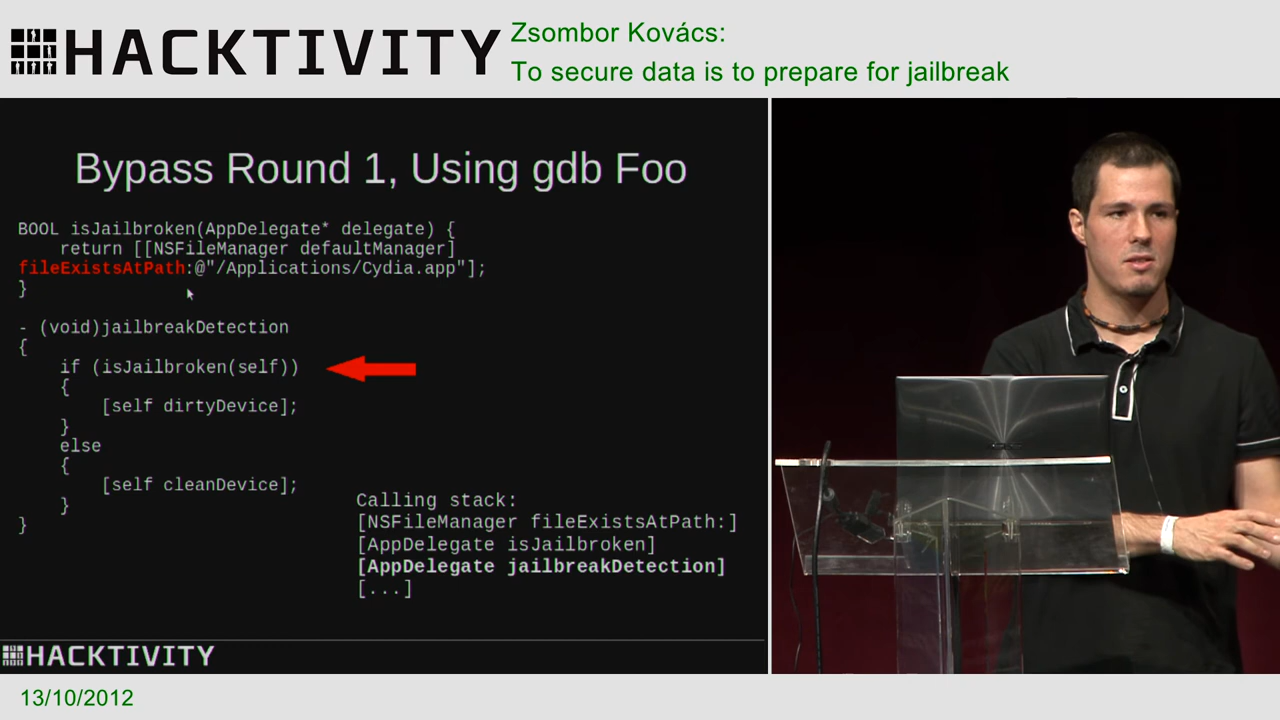 HACKTIVITY
Zsombor Kovács:
To secure data is to prepare for jailbreak
Bypass Round 1, Using gdb Foo
BOOL isJailbroken(AppDelegate* delegate) {
return [[NSFileManager defaultManager]
fileExistsAtPath:@"/Applications/Cydia.app"];
}
- (void)jailbreakDetection
{
if (isJailbroken(self))
{
[self dirtyDevice];
}
else
{
[self cleanDevice];
}
}
Calling stack:
[NSFileManager fileExistsAtPath:]
[AppDelegate isJailbroken]
[AppDelegate jailbreakDetection]
[...]
HACKTIVITY
13/10/2012